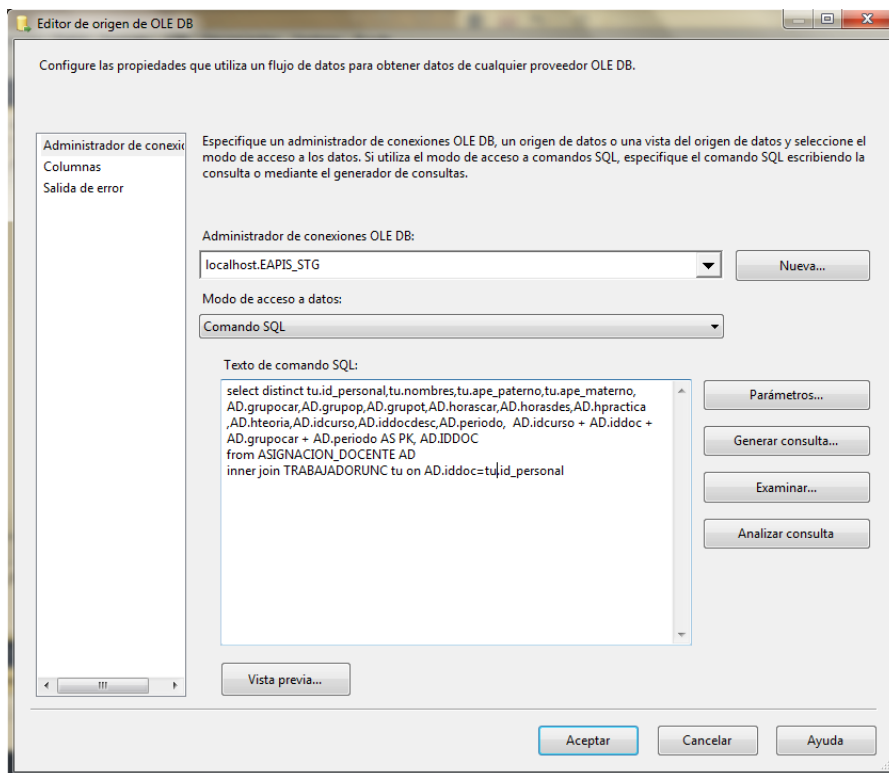 Editor de origen de OLE DB
Configure las propiedades que utiliza un flujo de datos para obtener datos de cualquier proveedor OLE DB.
Administrador de conexi
Columnas
Salida de error
Especifique un administrador de conexiones OLE DB, un origen de datos o una vista del origen de datos y seleccione el
modo de acceso a los datos. Si utiliza el modo de acceso a comandos SQL, especifique el comando SQL escribiendo la
consulta o mediante el generador de consultas.
Administrador de conexiones OLE DB:
localhost.EAPIS_STG
Nueva...
Modo de acceso a datos:
Comando SQL
Texto de comando SQL:
select distinct tu.id_personal,tu.nombres,tu.ape_paterno,tu.ape_materno,
AD.grupocar,AD.grupop,AD.grupot,AD.horascar,AD.horasdes,AD.hpractica
,AD.hteoria,AD.idcurso,AD.iddocdesc,AD.periodo,  AD.idcurso + AD.iddoc +
AD.grupocar + AD.periodo AS PK, AD.IDDOC
from ASIGNACION_DOCENTE AD
inner join TRABAJADORUNC tu on AD.iddoc=tu.id_personal
Parámetros...
Generar consulta...
Examinar...
Analizar consulta
Vista previa...
Aceptar
Cancelar
Ayuda